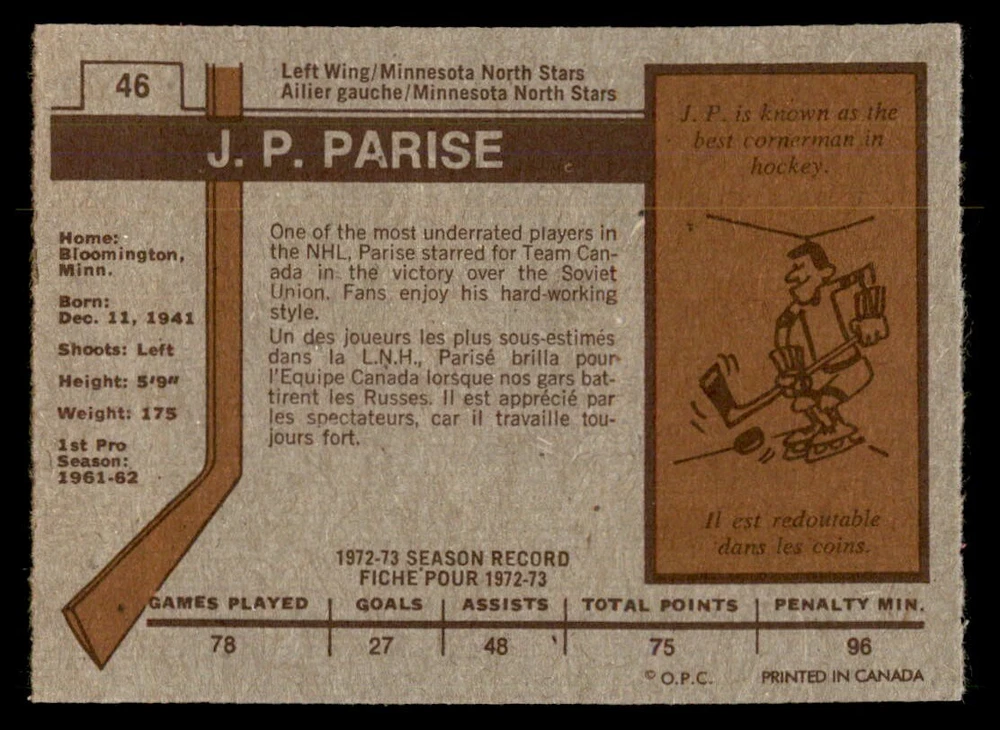 46
Left Wing/Minnesota North Stars
Ailier gauche/Minnesota North Stars
J. P. PARISE
Home:
Bloomington,
Minn.
Born:
Dec. 11, 1941
Shoots: Left
Height: 5'9"
Weight: 175
1st Pro
Season:
1961-62
One of the most underrated players in
the NHL, Parise starred for Team Can-
ada in the victory over the Soviet
Union. Fans enjoy his hard-working
style.
Un des joueurs les plus sous-estimés
dans la L.N.H., Parisé brilla pour
l'Equipe Canada lorsque nos gars bat-
tirent les Russes. Il est apprécié par
les spectateurs, car il travaille tou-
jours fort.
J. P. is known as the
best cornerman in
hockey.
Il est redoutable
dans les coins.
1972-73 SEASON RECORD
FICHE POUR 1972-73
GAMES PLAYED GOALS ASSISTS TOTAL POINTS PENALTY MIN.
78 27 48 75 96
© O.P.C. PRINTED IN CANADA